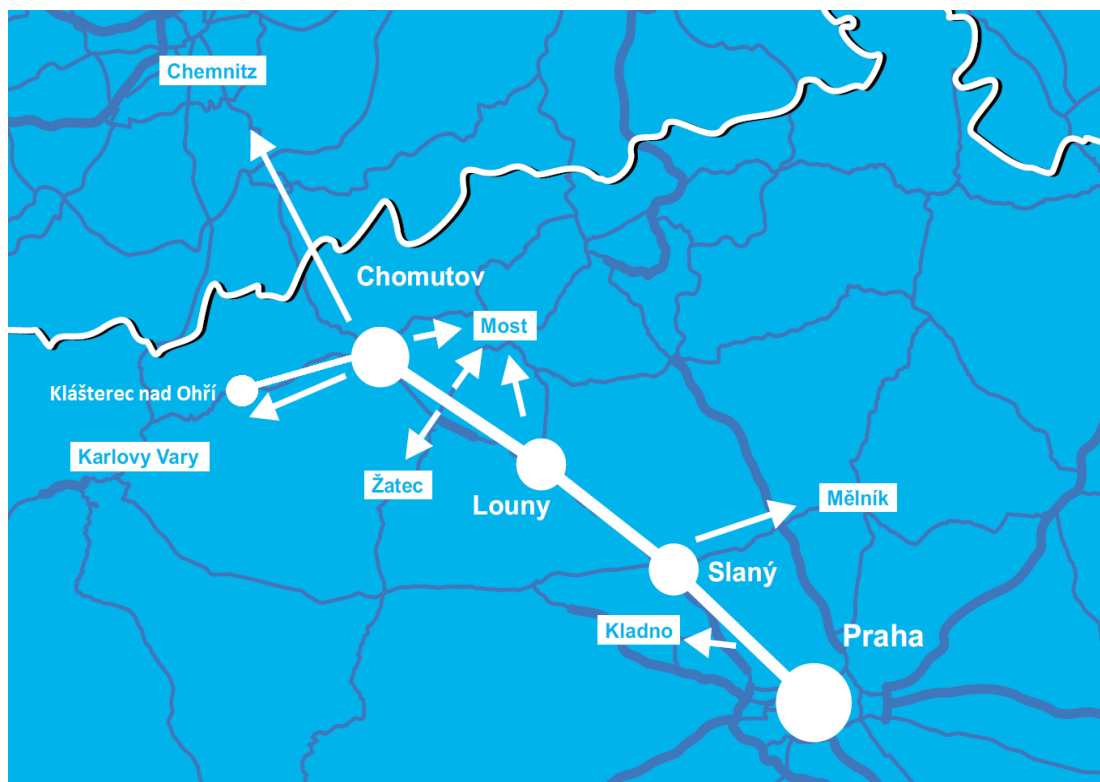 Chemnitz
Chomutov
Most
Klášterec nad Ohří
Karlovy Vary
Žatec
Louny
Mělník
Slaný
Kladno
Praha